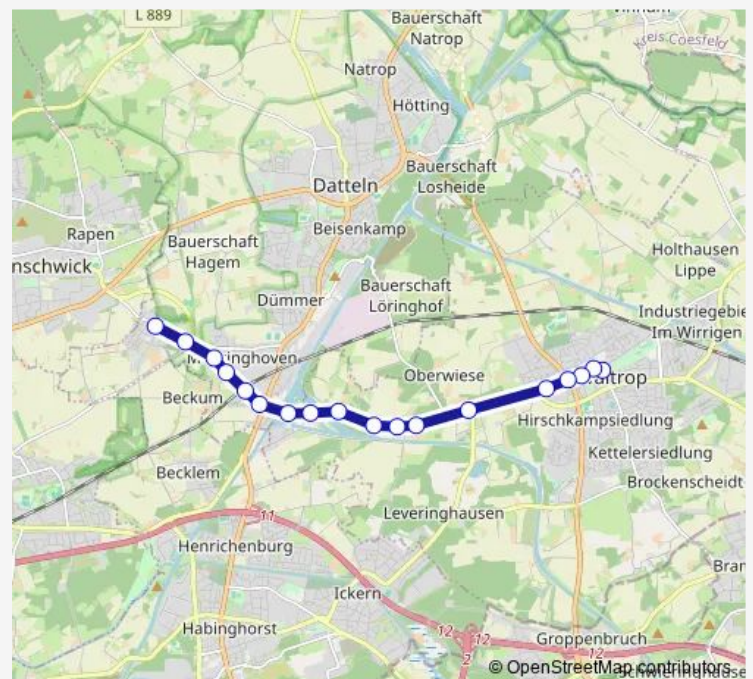 L 889
Bauerschaft
Natrop
Kreis Coesfeld
Natrop
Hötting
Datteln
Bauerschaft
Losheide
Rapen
Beisenkamp
Bauerschaft
Hagem
Holthausen
Lippe
nschwick
Bauerschaft
Löringhof
Dümmer
Industriegebie
Im Wirrigen
Oberwiese
Beckum
Hirschkampsiedlung
Kettelersiedlung
Becklem
Brockenscheidt
11
Leveringhausen
Henrichenburg
Ickern
Habinghorst
12
12
2
Groppenbruch
© OpenStreetMap contributors